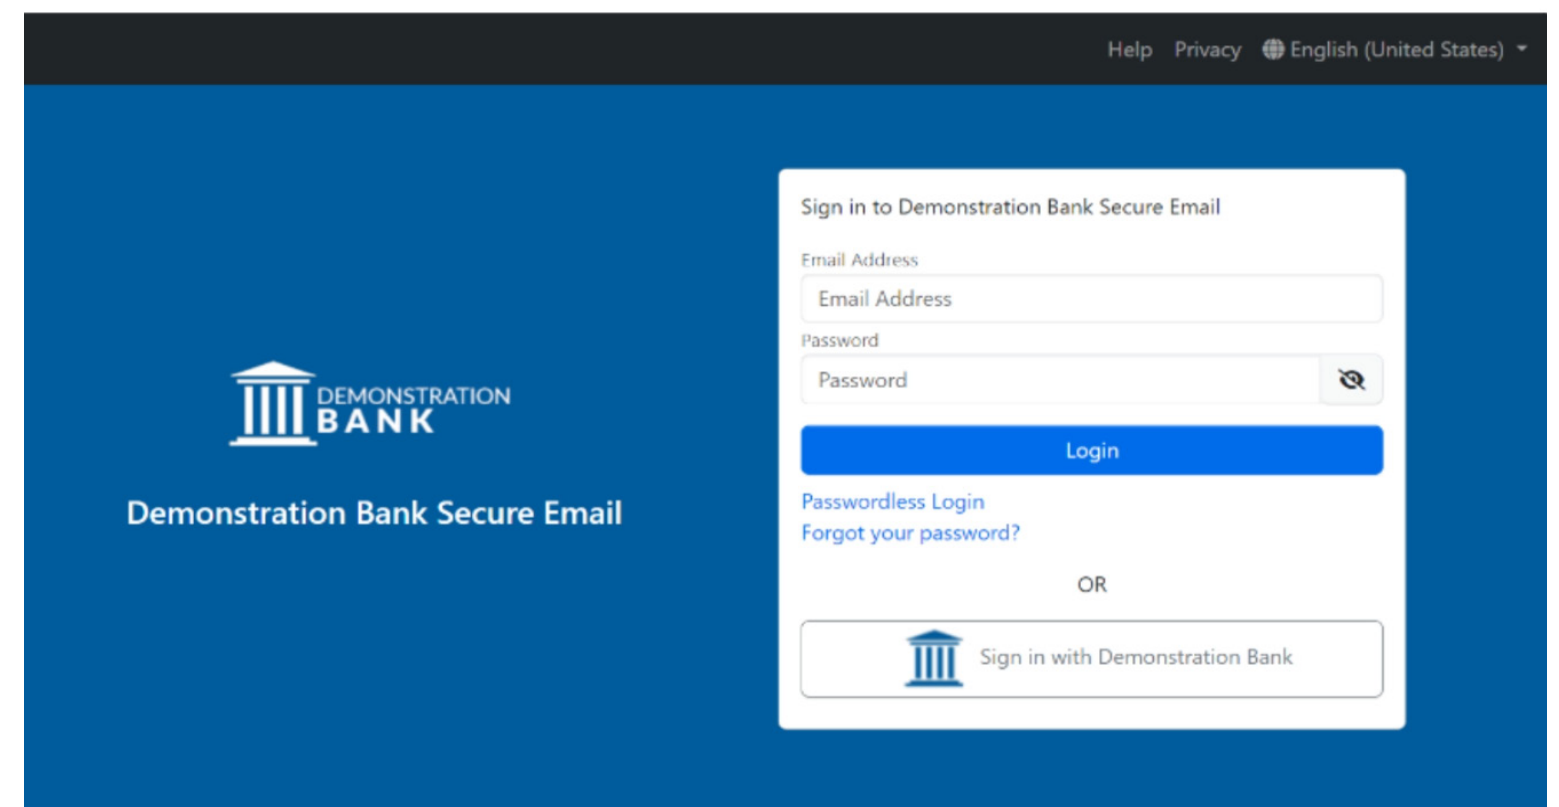 Help Privacy English (United States)
DEMONSTRATION
BANK
Demonstration Bank Secure Email
Sign in to Demonstration Bank Secure Email
Email Address
Email Address
Password
Password
Login
Passwordless Login
Forgot your password?
OR
Sign in with Demonstration Bank